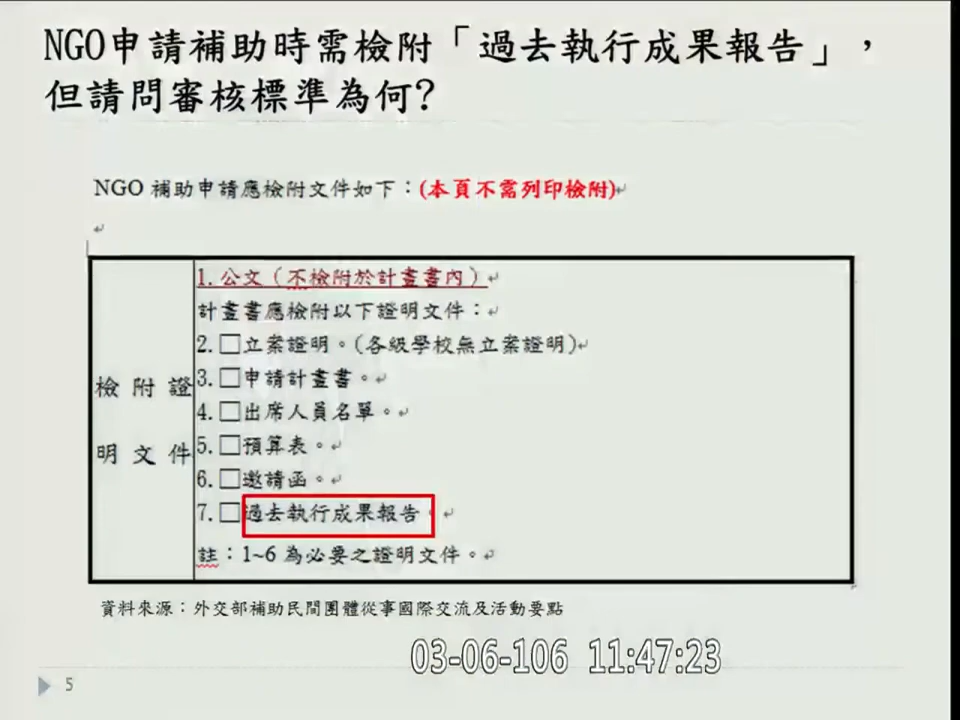 NGO申請補助時需檢附「過去執行成果報告」，
但請問審核標準為何?
NGO 補助申請應檢附文件如下：(本頁不需列印檢附)
檢附證
明文件
1. 公文（不檢附於計畫書內）
計畫書應檢附以下證明文件：
2. □立案證明。(各級學校無立案證明)
3. □申請計畫書。
4. □出席人員名單。
5. □預算表。
6. □邀請函。
7. □過去執行成果報告。
註：1~6 為必要之證明文件。
資料來源：外交部補助民間團體從事國際交流及活動要點
03-06-106 11:47:23
5